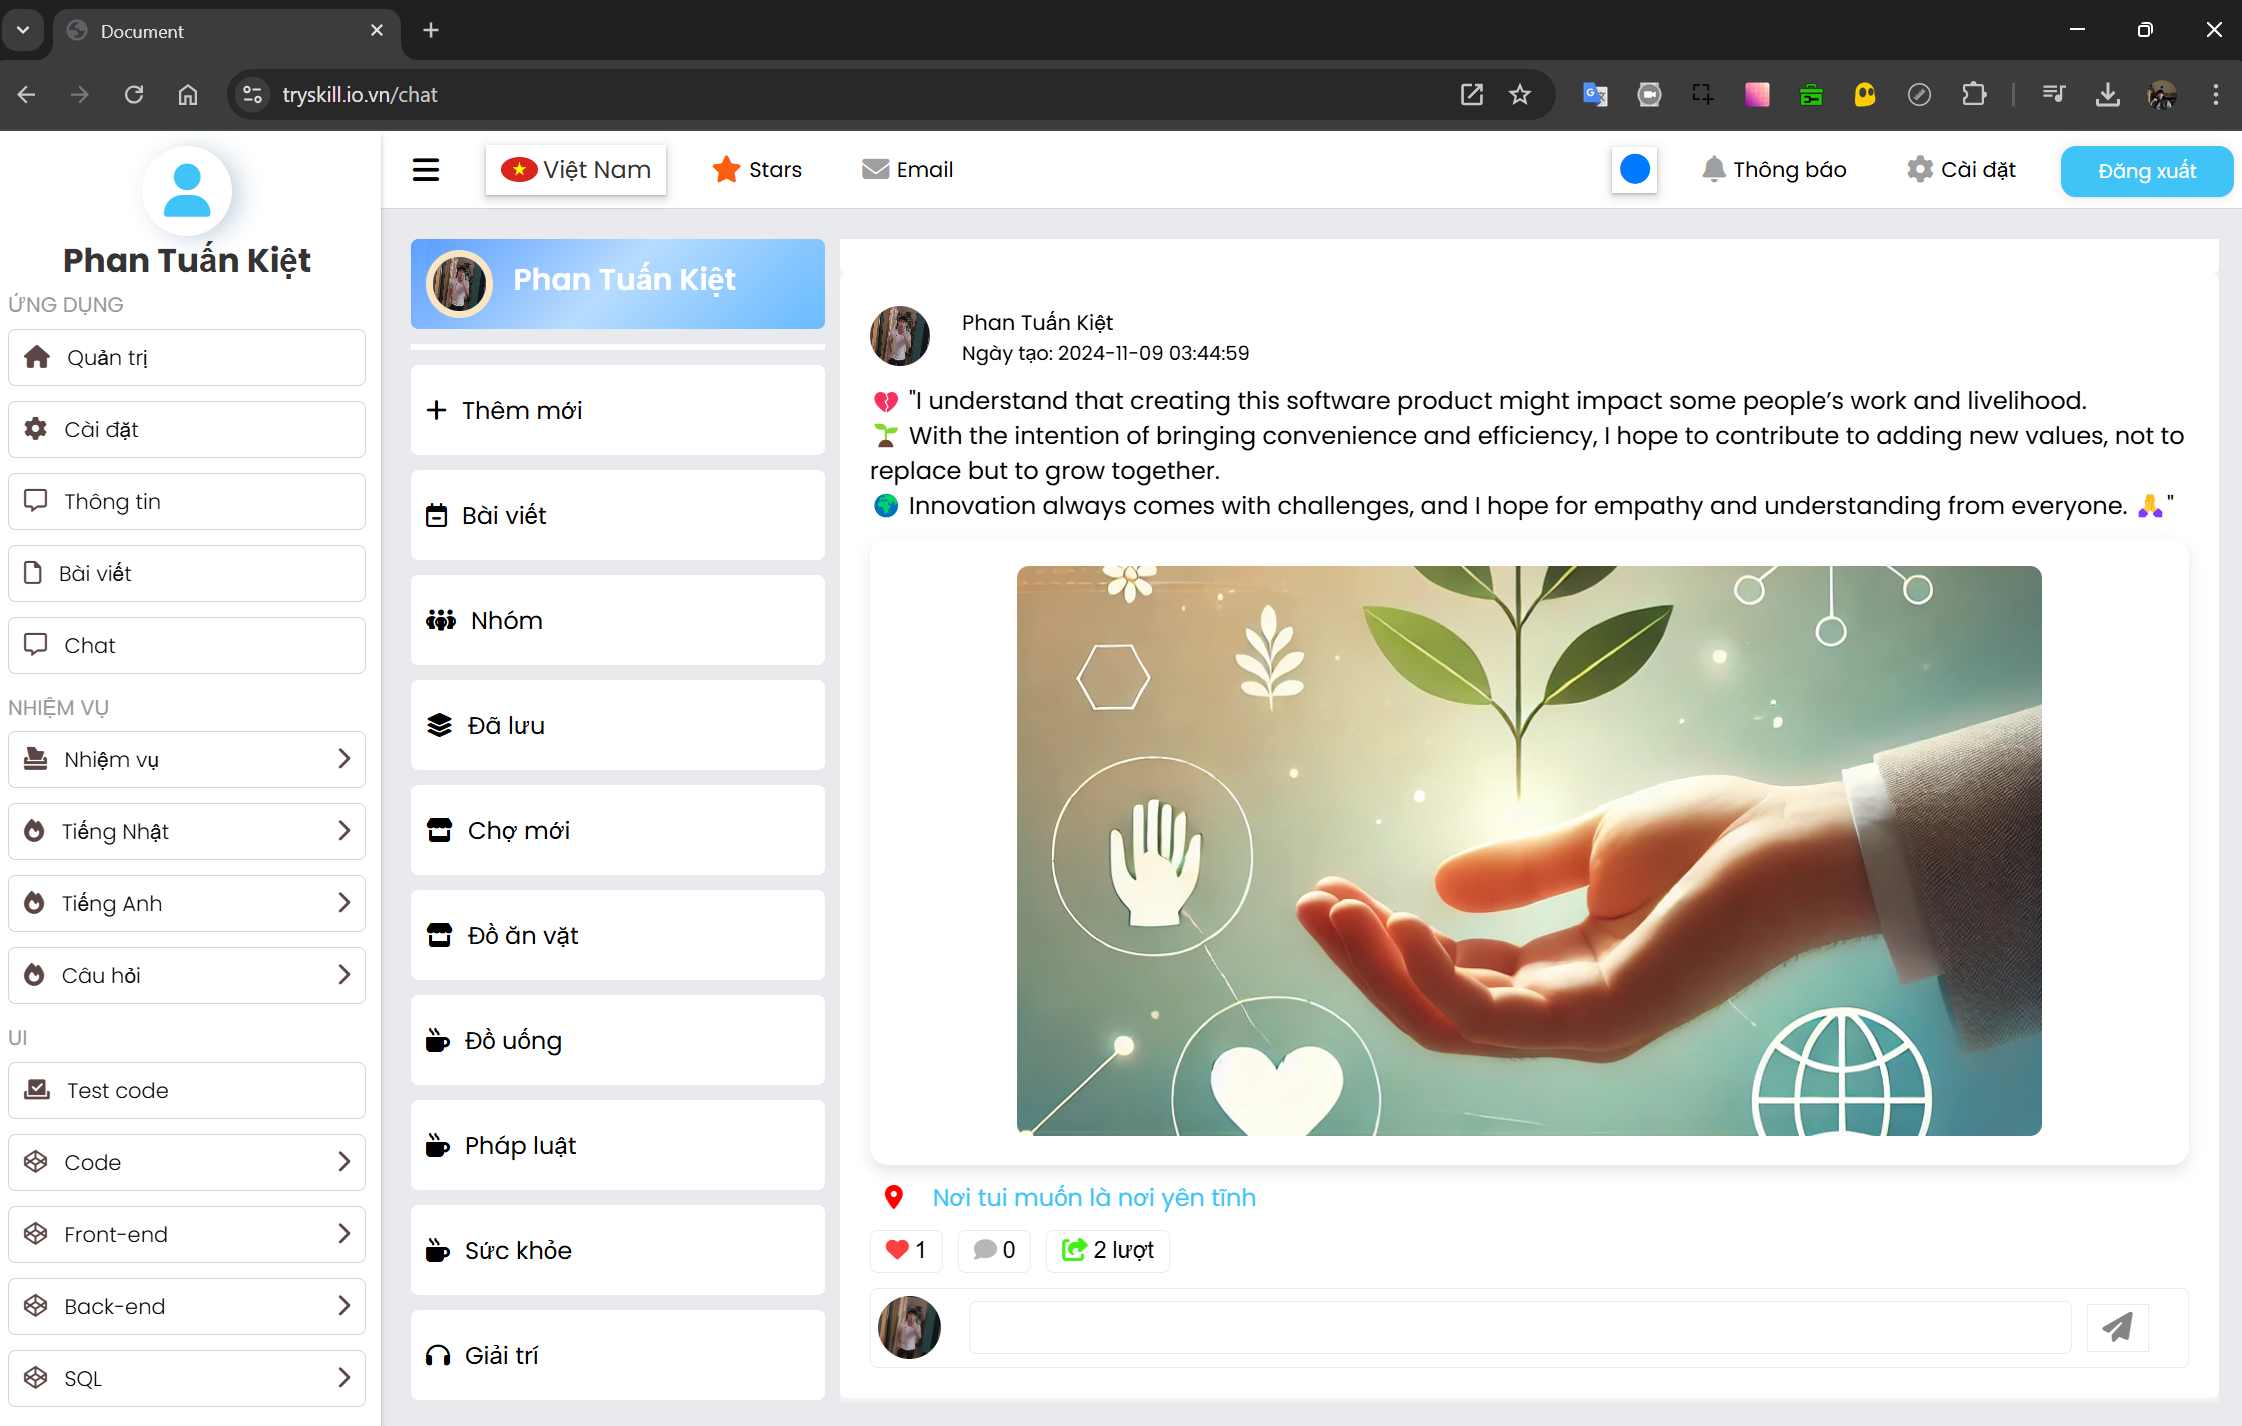 Document
tryskill.io.vn/chat
Phan Tuấn Kiệt
ỨNG DỤNG
Quản trị
Cài đặt
Thông tin
Bài viết
Chat
NHIỆM VỤ
Nhiệm vụ
Tiếng Nhật
Tiếng Anh
Câu hỏi
UI
Test code
Code
Front-end
Back-end
SQL
Việt Nam
Stars
Email
Thông báo
Cài đặt
Đăng xuất
Phan Tuấn Kiệt
Thêm mới
Bài viết
Nhóm
Đã lưu
Chợ mới
Đồ ăn vặt
Đồ uống
Pháp luật
Sức khỏe
Giải trí
Phan Tuấn Kiệt
Ngày tạo: 2024-11-09 03:44:59
💔 "I understand that creating this software product might impact some people’s work and livelihood.
🌱 With the intention of bringing convenience and efficiency, I hope to contribute to adding new values, not to
replace but to grow together.
🌍 Innovation always comes with challenges, and I hope for empathy and understanding from everyone. 🙏"
Nơi tui muốn là nơi yên tĩnh
1
0
2 lượt